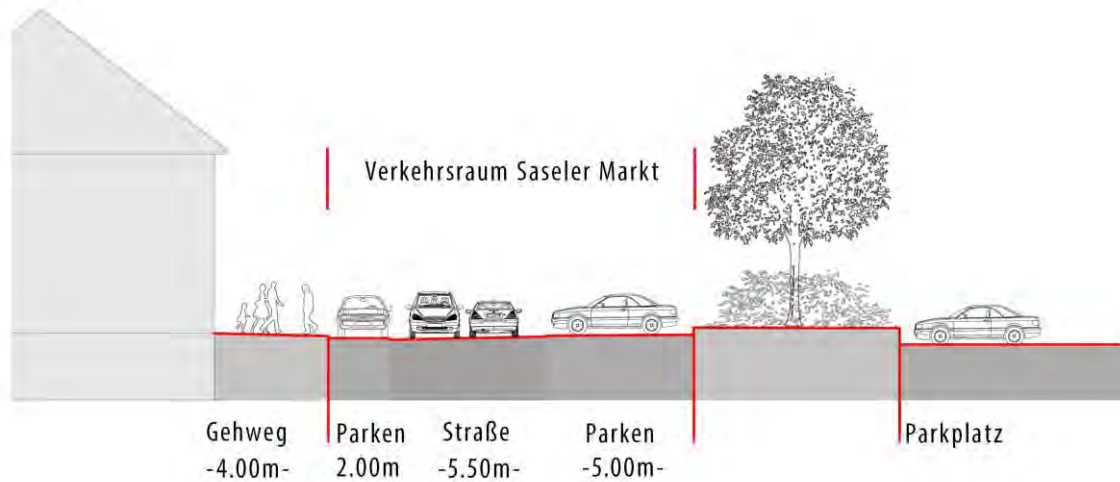 Verkehrsraum Saseler Markt
Gehweg
-4.00m-
Parken
2.00m
Straße
-5.50m-
Parken
-5.00m-
Parkplatz